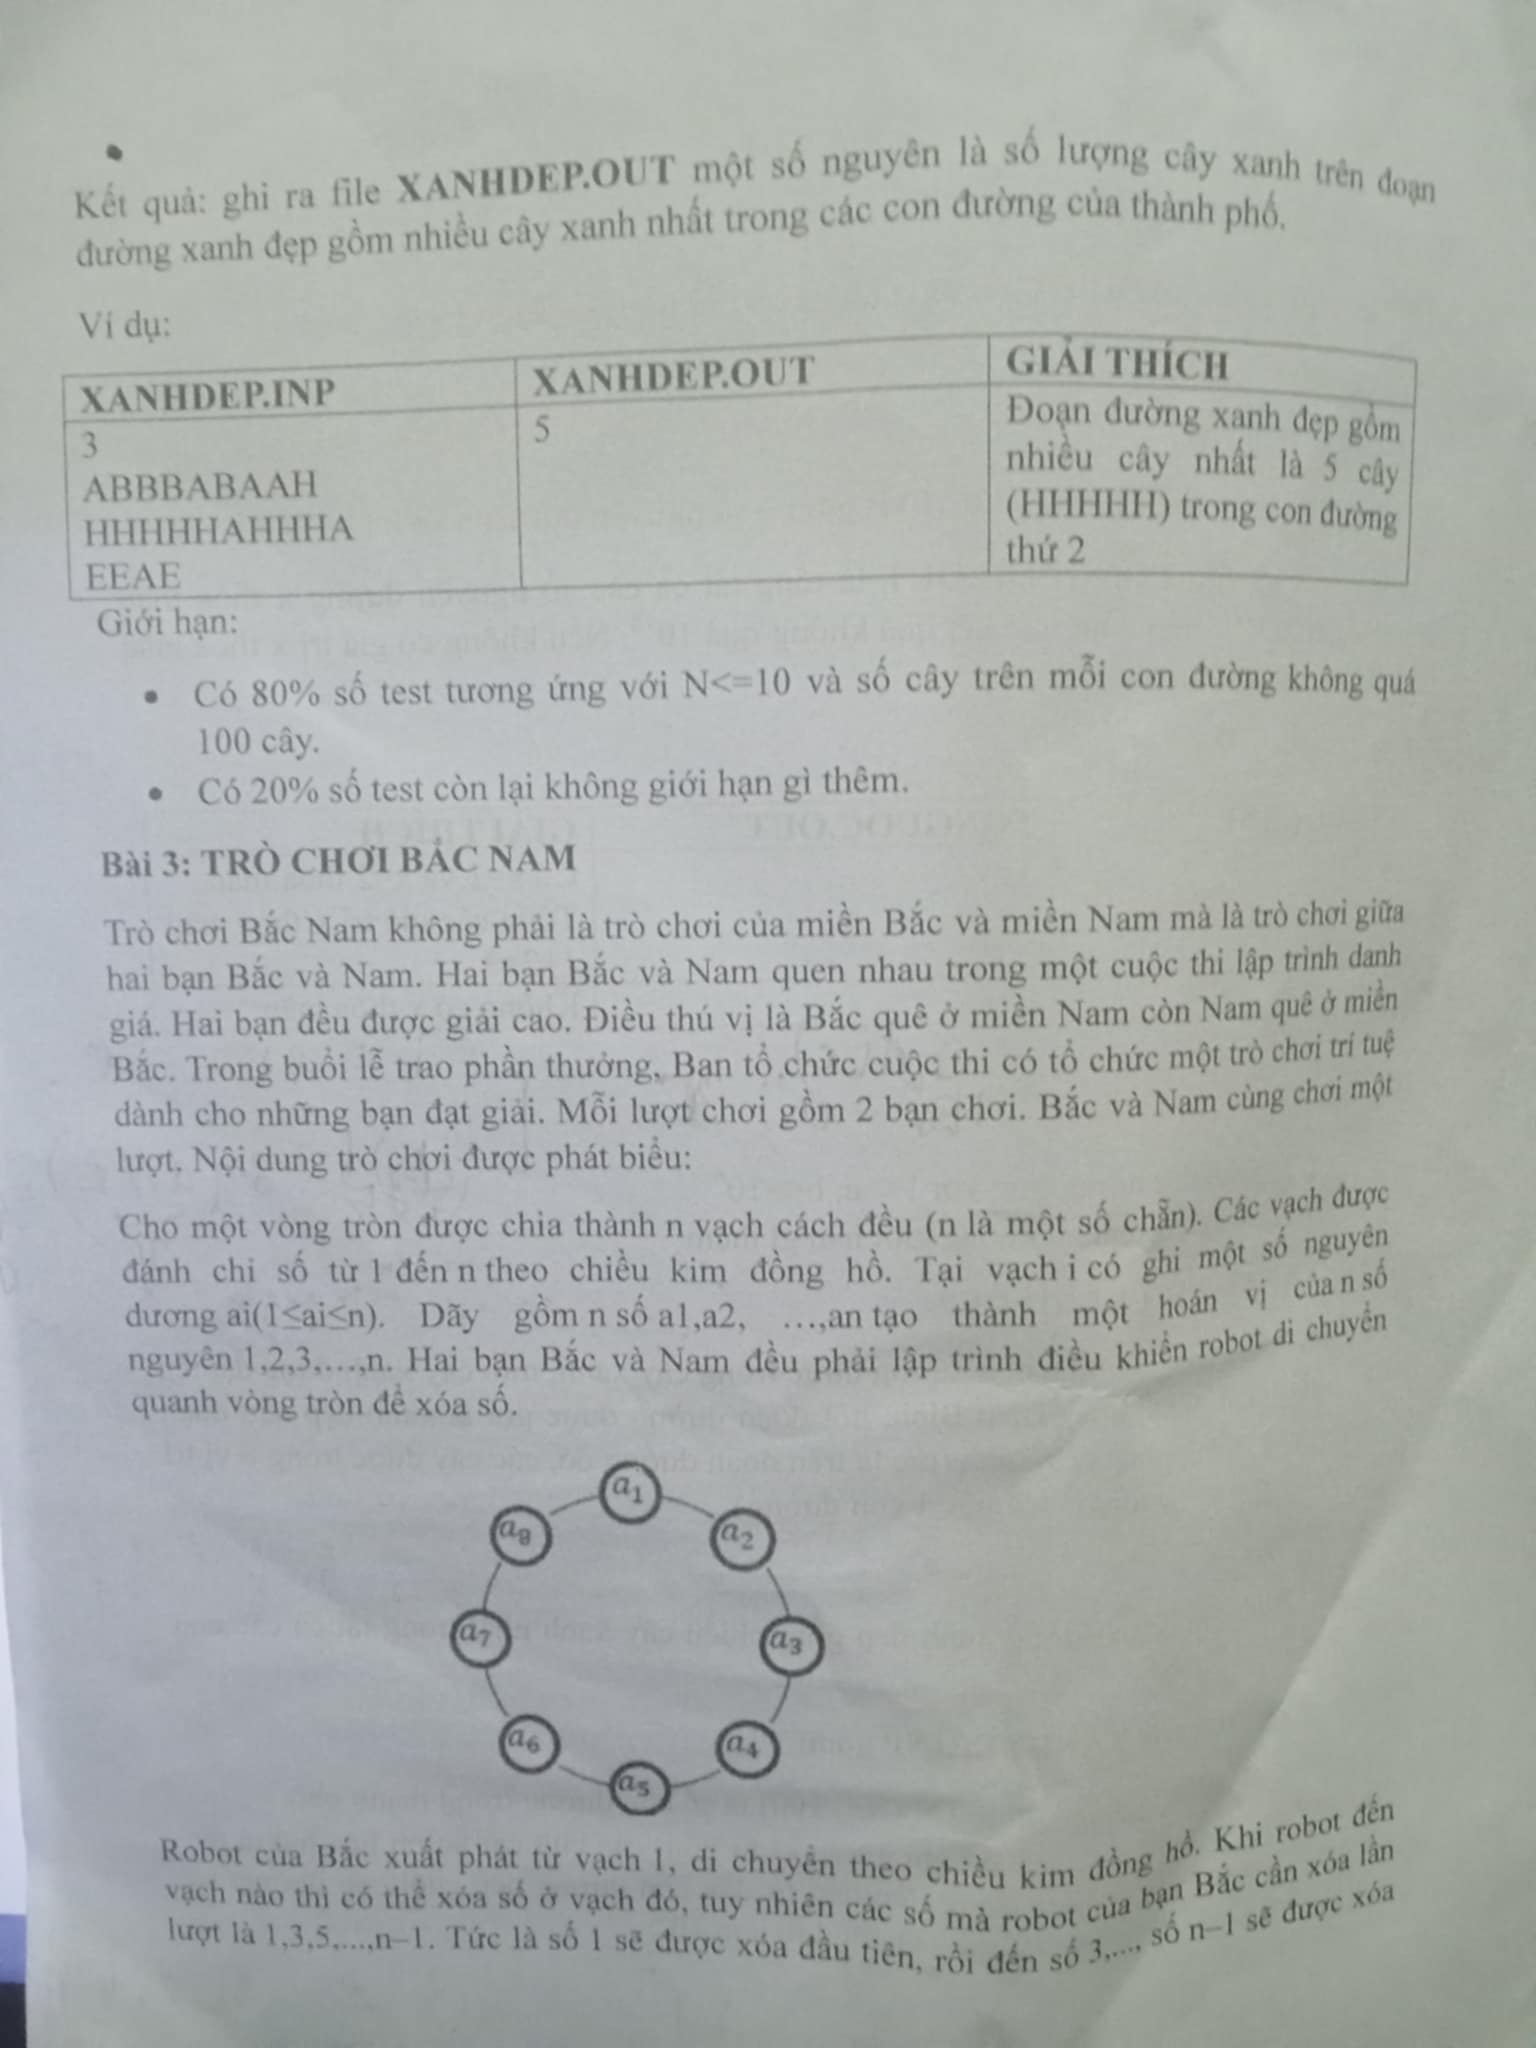 Kết quả: ghi ra file XANHDEP.OUT một số nguyên là số lượng cây xanh trên đoạn
đường xanh đẹp gồm nhiều cây xanh nhất trong các con đường của thành phố.
Ví dụ:
XANHDEP.INP XANHDEP.OUT GIẢI THÍCH
3
ABBBABAAH
HHHHHAHHHA
EEAE
5
Đoạn đường xanh đẹp gồm
nhiều cây nhất là 5 cây
(HHHHH) trong con đường
thứ 2
Giới hạn:
• Có 80% số test tương ứng với N<=10 và số cây trên mỗi con đường không quá
100 cây.
• Có 20% số test còn lại không giới hạn gì thêm.
Bài 3: TRÒ CHƠI BẮC NAM
Trò chơi Bắc Nam không phải là trò chơi của miền Bắc và miền Nam mà là trò chơi giữa
hai bạn Bắc và Nam. Hai bạn Bắc và Nam quen nhau trong một cuộc thi lập trình danh
giá. Hai bạn đều được giải cao. Điều thú vị là Bắc quê ở miền Nam còn Nam quê ở miền
Bắc. Trong buổi lễ trao phần thưởng, Ban tổ chức cuộc thi có tổ chức một trò chơi trí tuệ
dành cho những bạn đạt giải. Mỗi lượt chơi gồm 2 bạn chơi. Bắc và Nam cùng chơi một
lượt. Nội dung trò chơi được phát biểu:
Cho một vòng tròn được chia thành n vạch cách đều (n là một số chẵn). Các vạch được
đánh chỉ số từ 1 đến n theo chiều kim đồng hồ. Tại vạch i có ghi một số nguyên
dương ai(1≤ai≤n). Dãy gồm n số a1,a2, …,an tạo thành một hoán vị của n số
nguyên 1,2,3,…,n. Hai bạn Bắc và Nam đều phải lập trình điều khiển robot di chuyển
quanh vòng tròn để xóa số.
a1
a8 a2
a7 a3
a6 a4
a5
Robot của Bắc xuất phát từ vạch 1, di chuyển theo chiều kim đồng hồ. Khi robot đến
vạch nào thì có thể xóa số ở vạch đó, tuy nhiên các số mà robot của bạn Bắc cần xóa lần
lượt là 1,3,5,...,n–1. Tức là số 1 sẽ được xóa đầu tiên, rồi đến số 3,..., số n–1 sẽ được xóa